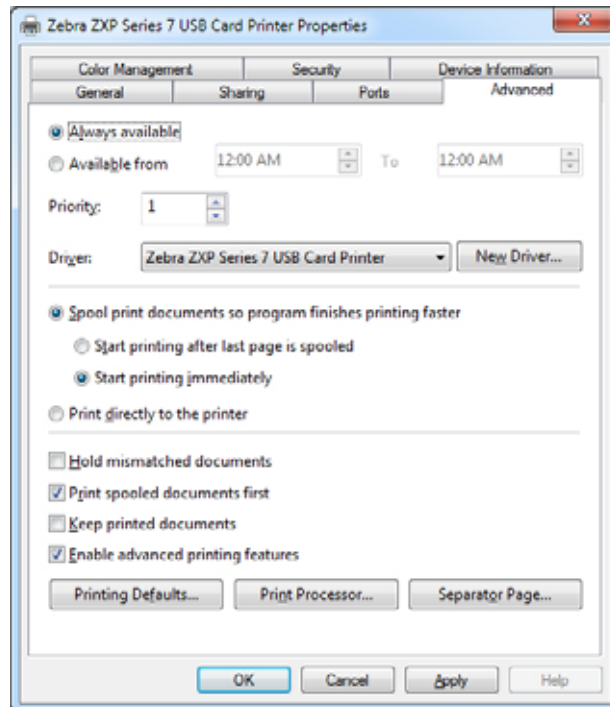 Zebra ZXP Series 7 USB Card Printer Properties
Color Management Security Device Information
General Sharing Ports Advanced
Always available
Available from 12:00 AM To 12:00 AM
Priority: 1
Driver: Zebra ZXP Series 7 USB Card Printer New Driver...
Spool print documents so program finishes printing faster
Start printing after last page is spooled
Start printing immediately
Print directly to the printer
Hold mismatched documents
Print spooled documents first
Keep printed documents
Enable advanced printing features
Printing Defaults... Print Processor... Separator Page...
OK Cancel Apply Help